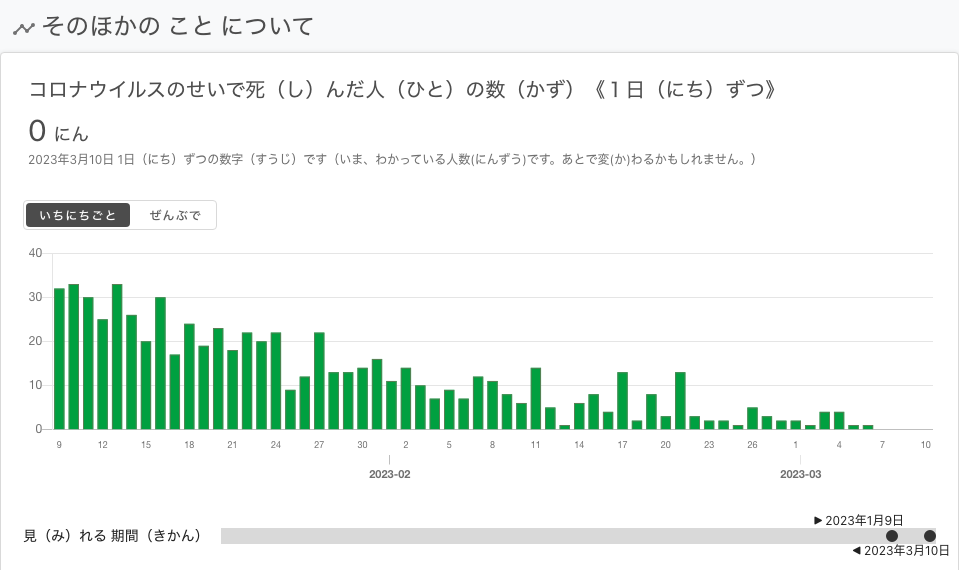 そのほかの こと について
コロナウイルスのせいで死（し）んだ人（ひと）の数（かず）《１日（にち）ずつ》
0 にん
2023年3月10日 1日（にち）ずつの数字（すうじ）です（いま、わかっている人数(にんずう)です。あとで変(か)わるかもしれません。）
いちにちごと ぜんぶで
40
30
20
10
0
9 12 15 18 21 24 27 30 2 5 8 11 14 17 20 23 26 1 4 7 10
2023-02 2023-03
▶ 2023年1月9日
見（み）れる 期間（きかん）
◀ 2023年3月10日